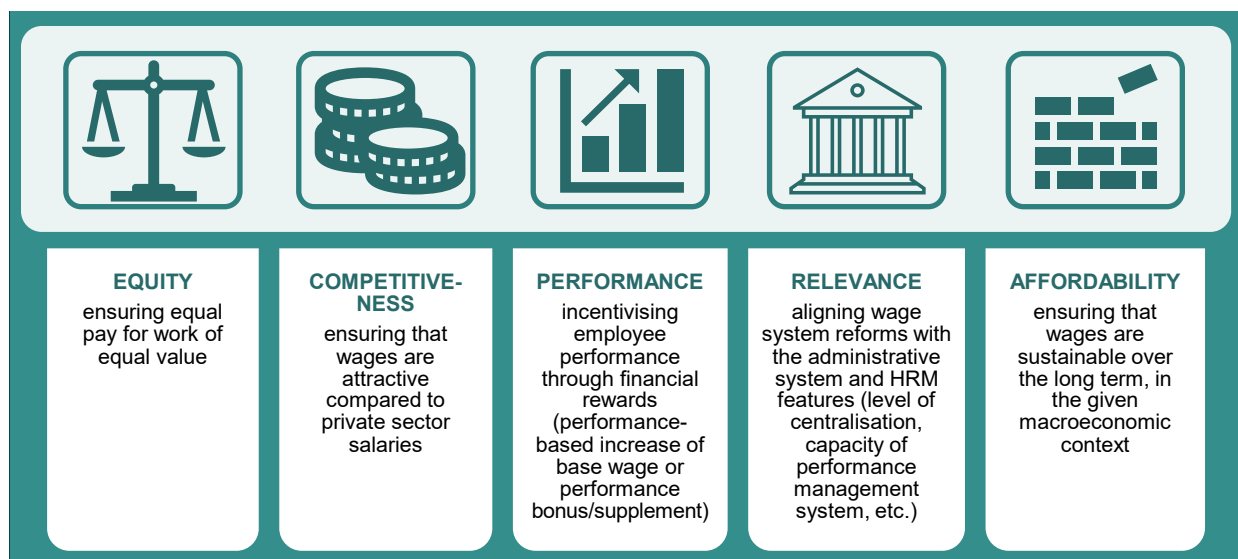 EQUITY
ensuring equal
pay for work of
equal value
COMPETITIVE-
NESS
ensuring that
wages are
attractive
compared to
private sector
salaries
PERFORMANCE
incentivising
employee
performance
through financial
rewards
(performance-
based increase of
base wage or
performance
bonus/supplement)
RELEVANCE
aligning wage
system reforms with
the administrative
system and HRM
features (level of
centralisation,
capacity of
performance
management
system, etc.)
AFFORDABILITY
ensuring that
wages are
sustainable over
the long term, in
the given
macroeconomic
context